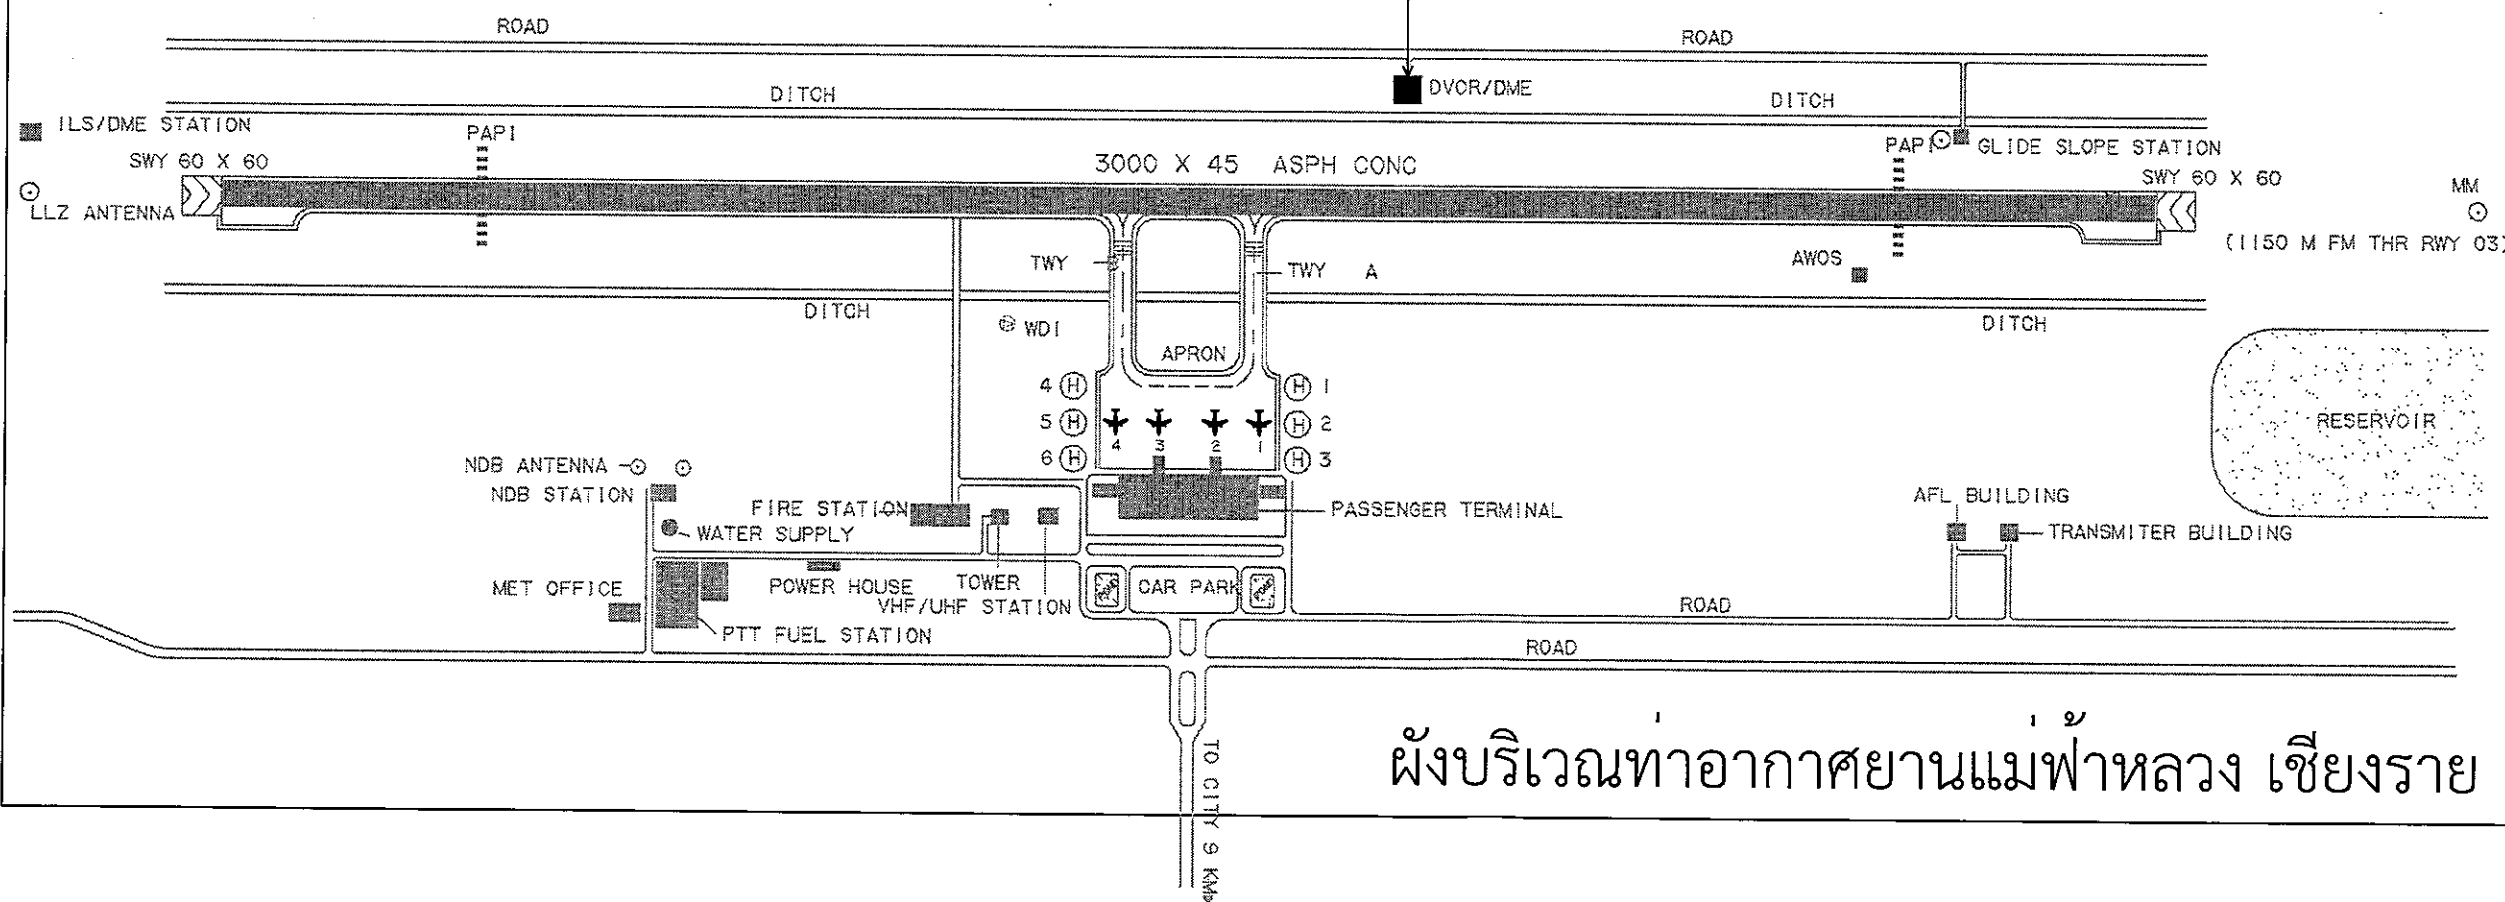 ROAD
ROAD
DVOR/DME
DITCH
DITCH
ILS/DME STATION
PAPI
PAPI
GLIDE SLOPE STATION
SWY 60 X 60
3000 X 45 ASPH CONC
SWY 60 X 60
MM
LLZ ANTENNA
(1150 M FM THR RWY 03)
TWY B
TWY A
AWOS
DITCH
DITCH
WDI
APRON
4 H
H 1
5 H
H 2
4 3 2 1
6 H
H 3
RESERVOIR
NDB ANTENNA
NDB STATION
FIRE STATION
PASSENGER TERMINAL
AFL BUILDING
WATER SUPPLY
TRANSMITER BUILDING
MET OFFICE
POWER HOUSE
TOWER
CAR PARK
VHF/UHF STATION
ROAD
PTT FUEL STATION
ROAD
TO CITY 9 KM.
ผังบริเวณท่าอากาศยานแม่ฟ้าหลวง เชียงราย